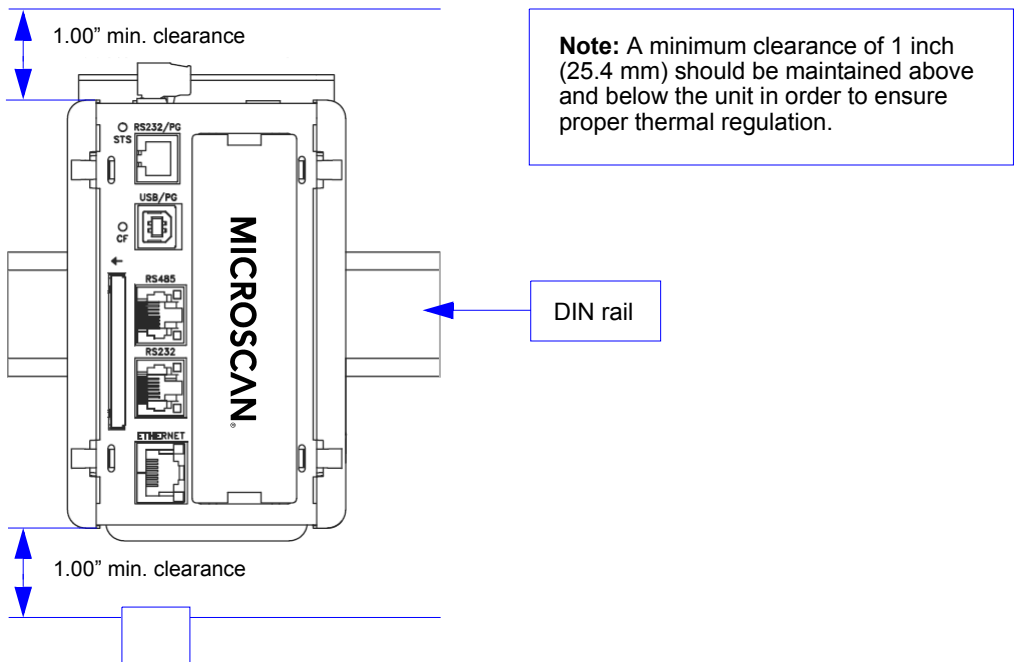 1.00” min. clearance
Note: A minimum clearance of 1 inch
(25.4 mm) should be maintained above
and below the unit in order to ensure
proper thermal regulation.
RS232/PG
STS
USB/PG
CF
RS485
RS232
ETHERNET
MICROSCAN®
DIN rail
1.00” min. clearance